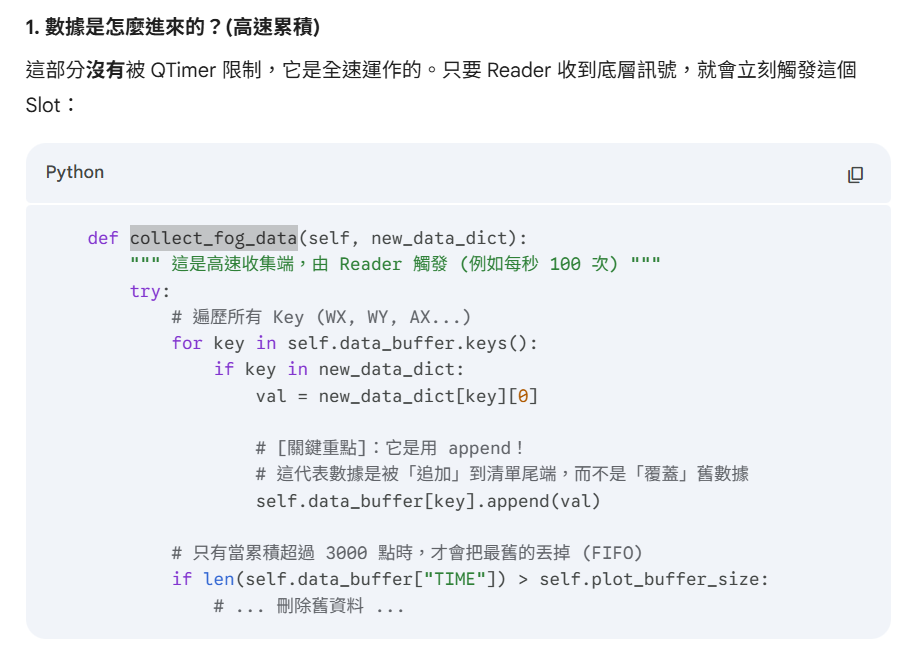 1. 數據是怎麼進來的？(高速累積)
這部分沒有被 QTimer 限制，它是全速運作的。只要 Reader 收到底層訊號，就會立刻觸發這個
Slot：
Python
def collect_fog_data(self, new_data_dict):
""" 這是高速收集端，由 Reader 觸發 (例如每秒 100 次) """
try:
# 遍歷所有 Key (WX, WY, AX...)
for key in self.data_buffer.keys():
if key in new_data_dict:
val = new_data_dict[key][0]
# [關鍵重點]：它是用 append！
# 這代表數據是被「追加」到清單尾端，而不是「覆蓋」舊數據
self.data_buffer[key].append(val)
# 只有當累積超過 3000 點時，才會把最舊的丟掉 (FIFO)
if len(self.data_buffer["TIME"]) > self.plot_buffer_size:
# ... 刪除舊資料 ...